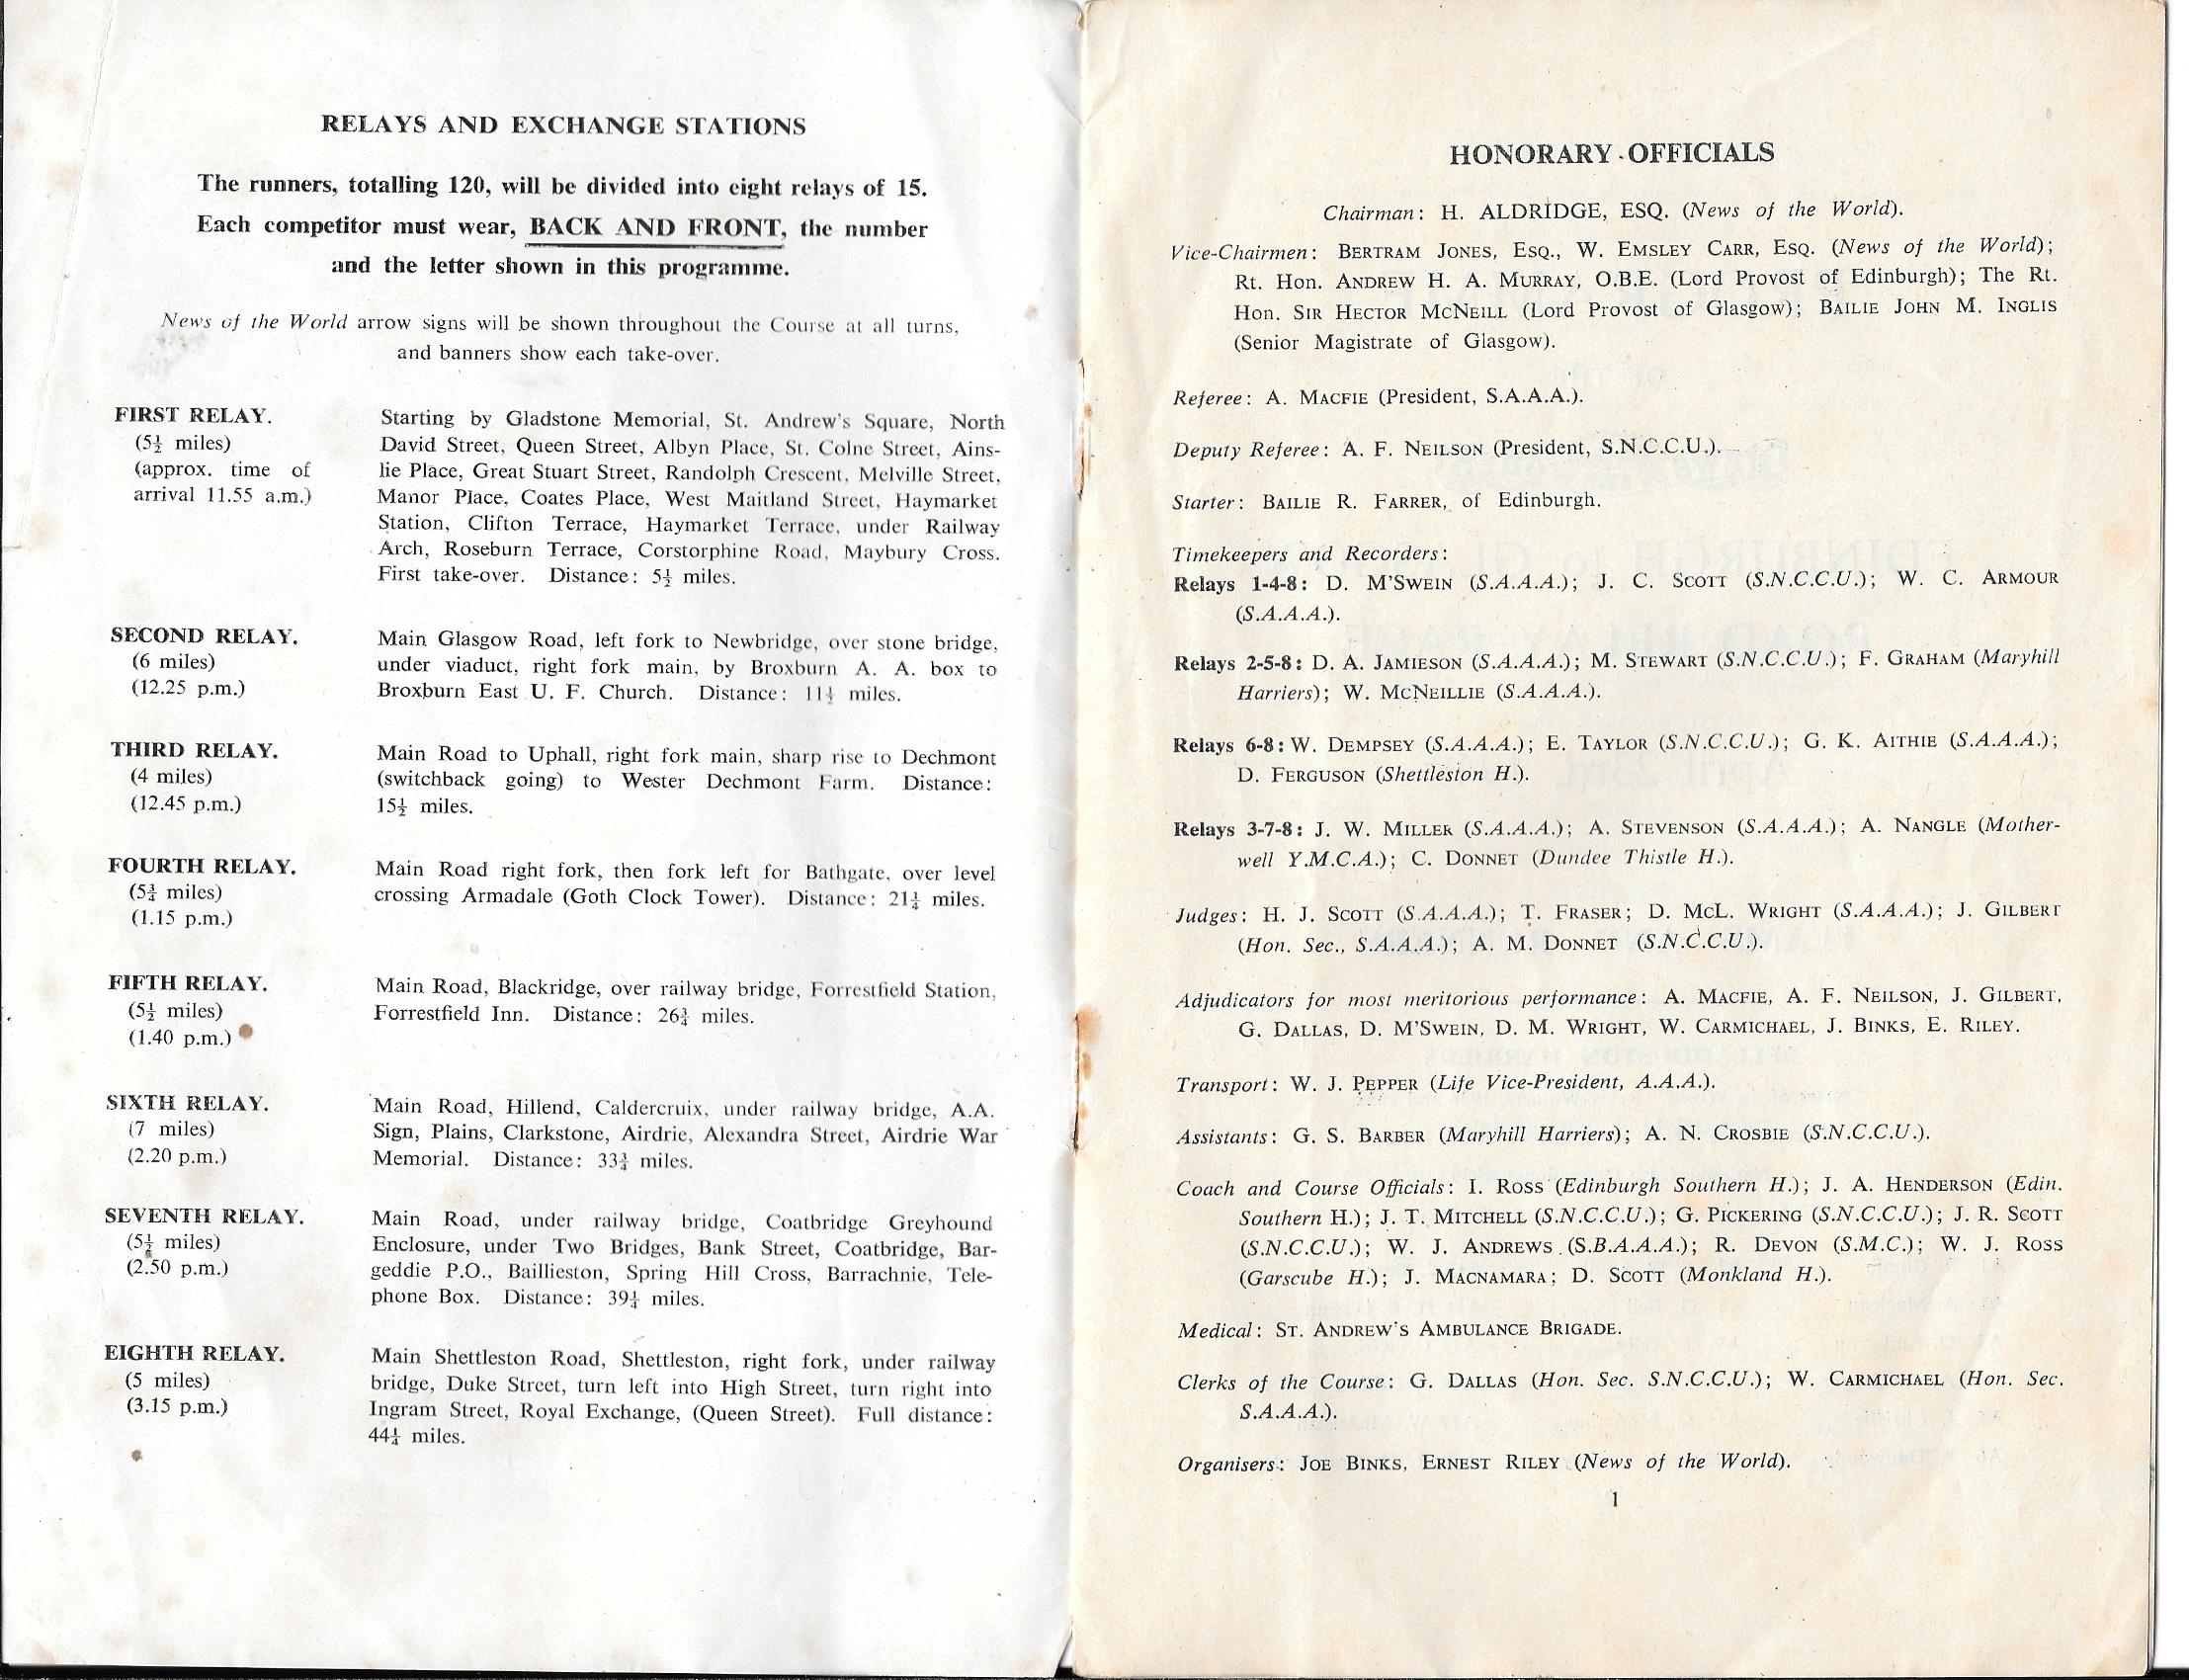 RELAYS AND EXCHANGE STATIONS
The runners, totalling 120, will be divided into eight relays of 15.
Each competitor must wear, BACK AND FRONT, the number
and the letter shown in this programme.
News of the World arrow signs will be shown throughout the Course at all turns,
and banners show each take-over.
FIRST RELAY.
(5½ miles)
(approx. time of
arrival 11.55 a.m.)
Starting by Gladstone Memorial, St. Andrew's Square, North
David Street, Queen Street, Albyn Place, St. Colne Street, Ains-
lie Place, Great Stuart Street, Randolph Crescent, Melville Street,
Manor Place, Coates Place, West Maitland Street, Haymarket
Station, Clifton Terrace, Haymarket Terrace, under Railway
Arch, Roseburn Terrace, Corstorphine Road, Maybury Cross.
First take-over. Distance: 5½ miles.
SECOND RELAY.
(6 miles)
(12.25 p.m.)
Main Glasgow Road, left fork to Newbridge, over stone bridge,
under viaduct, right fork main, by Broxburn A. A. box to
Broxburn East U. F. Church. Distance: 11½ miles.
THIRD RELAY.
(4 miles)
(12.45 p.m.)
Main Road to Uphall, right fork main, sharp rise to Dechmont
(switchback going) to Wester Dechmont Farm. Distance:
15½ miles.
FOURTH RELAY.
(5¾ miles)
(1.15 p.m.)
Main Road right fork, then fork left for Bathgate, over level
crossing Armadale (Goth Clock Tower). Distance: 21¼ miles.
FIFTH RELAY.
(5½ miles)
(1.40 p.m.)
Main Road, Blackridge, over railway bridge, Forrestfield Station,
Forrestfield Inn. Distance: 26¾ miles.
SIXTH RELAY.
(7 miles)
(2.20 p.m.)
Main Road, Hillend, Caldercruix, under railway bridge, A.A.
Sign, Plains, Clarkstone, Airdrie, Alexandra Street, Airdrie War
Memorial. Distance: 33¾ miles.
SEVENTH RELAY.
(5½ miles)
(2.50 p.m.)
Main Road, under railway bridge, Coatbridge Greyhound
Enclosure, under Two Bridges, Bank Street, Coatbridge, Bar-
geddie P.O., Baillieston, Spring Hill Cross, Barrachnie, Tele-
phone Box. Distance: 39¼ miles.
EIGHTH RELAY.
(5 miles)
(3.15 p.m.)
Main Shettleston Road, Shettleston, right fork, under railway
bridge, Duke Street, turn left into High Street, turn right into
Ingram Street, Royal Exchange, (Queen Street). Full distance:
44¼ miles.
HONORARY OFFICIALS
Chairman: H. ALDRIDGE, ESQ. (News of the World).
Vice-Chairmen: BERTRAM JONES, ESQ., W. EMSLEY CARR, ESQ. (News of the World);
Rt. Hon. ANDREW H. A. MURRAY, O.B.E. (Lord Provost of Edinburgh); The Rt.
Hon. SIR HECTOR MCNEILL (Lord Provost of Glasgow); BAILIE JOHN M. INGLIS
(Senior Magistrate of Glasgow).
Referee: A. MACFIE (President, S.A.A.A.).
Deputy Referee: A. F. NEILSON (President, S.N.C.C.U.).
Starter: BAILIE R. FARRER, of Edinburgh.
Timekeepers and Recorders:
Relays 1-4-8: D. M'SWEIN (S.A.A.A.); J. C. SCOTT (S.N.C.C.U.); W. C. ARMOUR
(S.A.A.A.).
Relays 2-5-8: D. A. JAMIESON (S.A.A.A.); M. STEWART (S.N.C.C.U.); F. GRAHAM (Maryhill
Harriers); W. MCNEILLIE (S.A.A.A.).
Relays 6-8: W. DEMPSEY (S.A.A.A.); E. TAYLOR (S.N.C.C.U.); G. K. AITHIE (S.A.A.A.);
D. FERGUSON (Shettleston H.).
Relays 3-7-8: J. W. MILLER (S.A.A.A.); A. STEVENSON (S.A.A.A.); A. NANGLE (Mother-
well Y.M.C.A.); C. DONNET (Dundee Thistle H.).
Judges: H. J. SCOTT (S.A.A.A.); T. FRASER; D. MCL. WRIGHT (S.A.A.A.); J. GILBERT
(Hon. Sec., S.A.A.A.); A. M. DONNET (S.N.C.C.U.).
Adjudicators for most meritorious performance: A. MACFIE, A. F. NEILSON, J. GILBERT,
G. DALLAS, D. M'SWEIN, D. M. WRIGHT, W. CARMICHAEL, J. BINKS, E. RILEY.
Transport: W. J. PEPPER (Life Vice-President, A.A.A.).
Assistants: G. S. BARBER (Maryhill Harriers); A. N. CROSBIE (S.N.C.C.U.).
Coach and Course Officials: I. ROSS (Edinburgh Southern H.); J. A. HENDERSON (Edin.
Southern H.); J. T. MITCHELL (S.N.C.C.U.); G. PICKERING (S.N.C.C.U.); J. R. SCOTT
(S.N.C.C.U.); W. J. ANDREWS (S.B.A.A.A.); R. DEVON (S.M.C.); W. J. ROSS
(Garscube H.); J. MACNAMARA; D. SCOTT (Monkland H.).
Medical: ST. ANDREW'S AMBULANCE BRIGADE.
Clerks of the Course: G. DALLAS (Hon. Sec. S.N.C.C.U.); W. CARMICHAEL (Hon. Sec.
S.A.A.A.).
Organisers: JOE BINKS, ERNEST RILEY (News of the World).
1